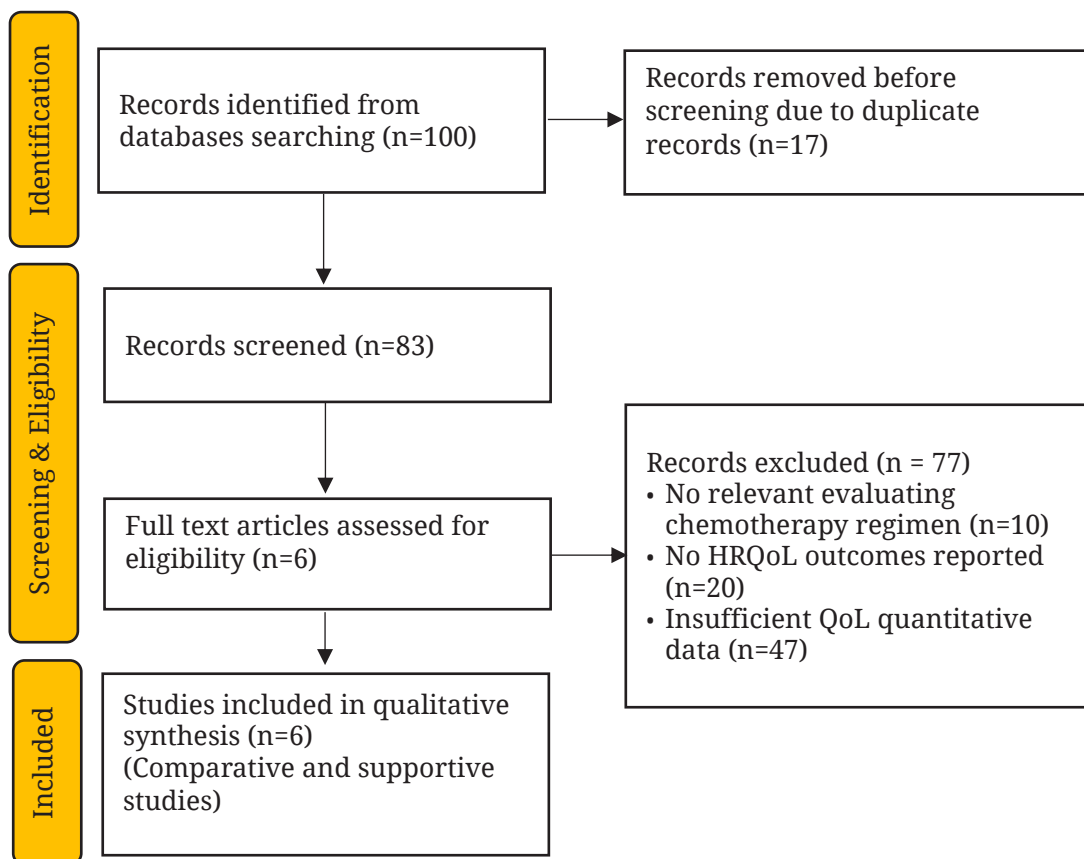 Identification
Records identified from
databases searching (n=100)
Records removed before
screening due to duplicate
records (n=17)
Screening & Eligibility
Records screened (n=83)
Full text articles assessed for
eligibility (n=6)
Records excluded (n = 77)
• No relevant evaluating
chemotherapy regimen (n=10)
• No HRQoL outcomes reported
(n=20)
• Insufficient QoL quantitative
data (n=47)
Included
Studies included in qualitative
synthesis (n=6)
(Comparative and supportive
studies)